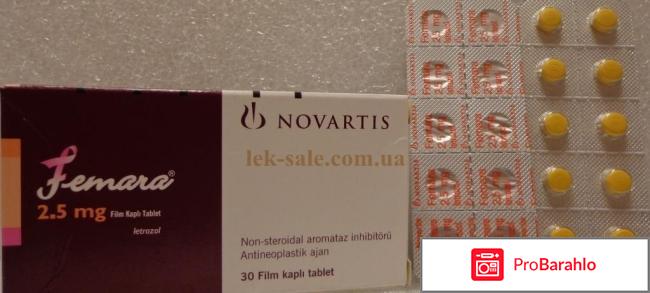 NOVARTIS
lek-sale.com.ua
Femara®
2.5 mg Film Kaplı Tablet
letrozol
Non-steroidal aromataz inhibitörü
Antineoplastik ajan
30 Film kaplı tablet
ProBarahlo